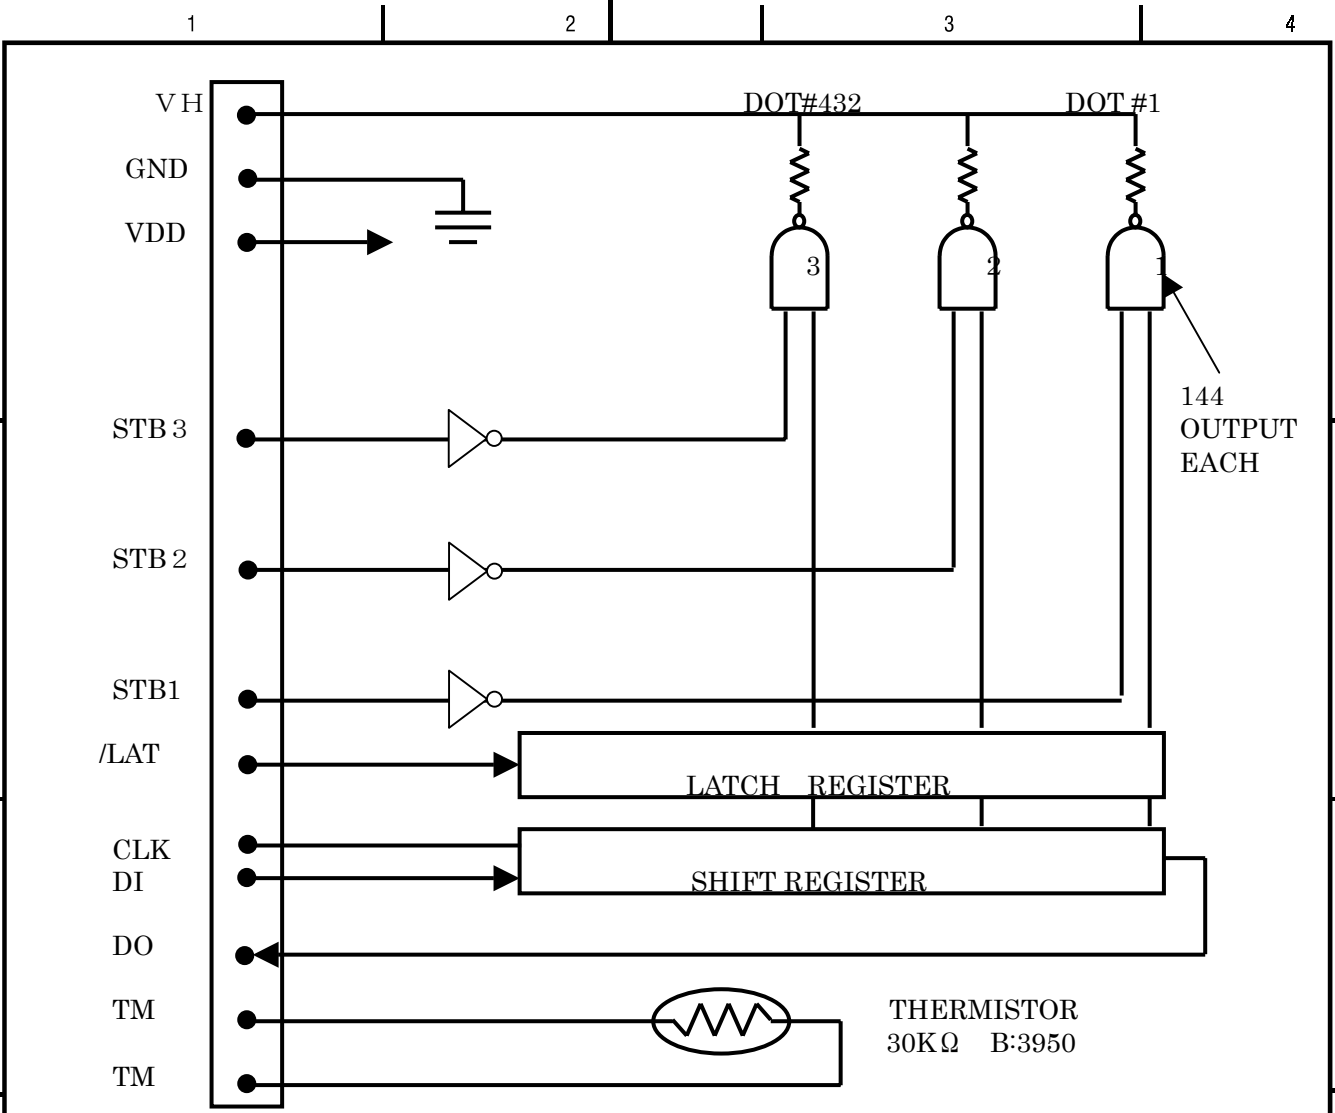 1 2 3 4
VH
DOT#432 DOT #1
GND
VDD
3 2 1
144
OUTPUT
EACH
STB3
STB2
STB1
/LAT
LATCH REGISTER
CLK
DI
SHIFT REGISTER
DO
TM
THERMISTOR
30KΩ B:3950
TM